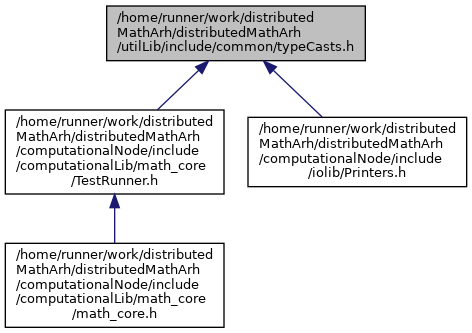 /home/runner/work/distributed
MathArh/distributedMathArh
/utilLib/include/common/typeCasts.h
/home/runner/work/distributed
MathArh/distributedMathArh
/computationalNode/include
/computationalLib/math_core
/TestRunner.h
/home/runner/work/distributed
MathArh/distributedMathArh
/computationalNode/include
/iolib/Printers.h
/home/runner/work/distributed
MathArh/distributedMathArh
/computationalNode/include
/computationalLib/math_core
/math_core.h